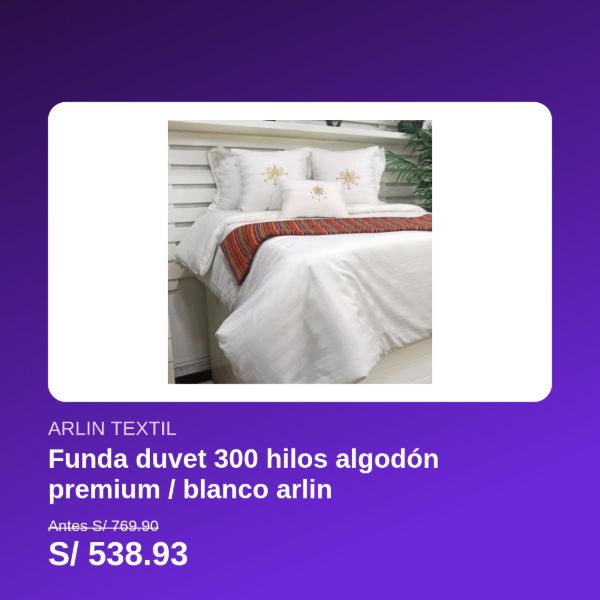 ARLIN TEXTIL
Funda duvet 300 hilos algodón
premium / blanco arlin
Antes S/ 769.90
S/ 538.93